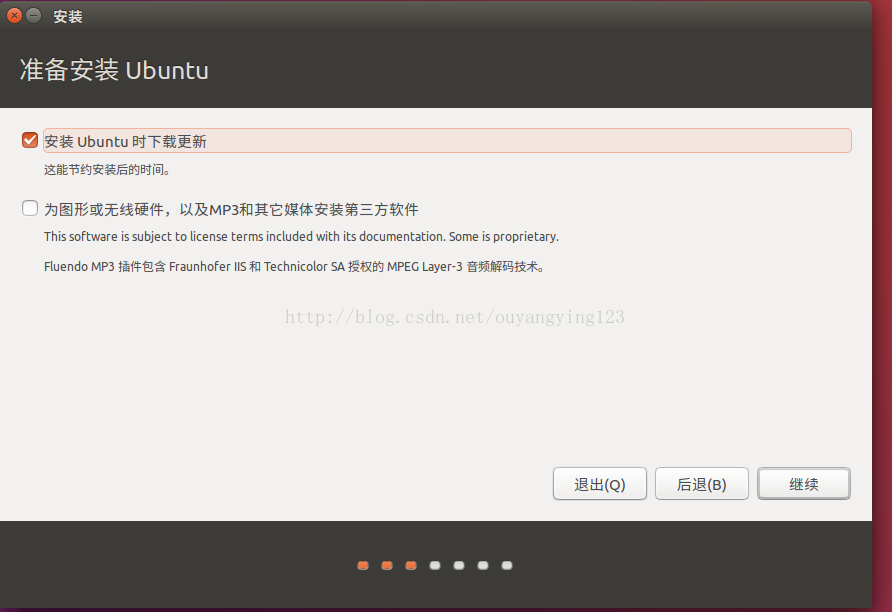 安装
准备安装 Ubuntu
安装 Ubuntu 时下载更新
这能节约安装后的时间。
为图形或无线硬件，以及MP3和其它媒体安装第三方软件
This software is subject to license terms included with its documentation. Some is proprietary.
Fluendo MP3 插件包含 Fraunhofer IIS 和 Technicolor SA 授权的 MPEG Layer-3 音频解码技术。
http://blog.csdn.net/ouyangying123
退出(Q) 后退(B) 继续